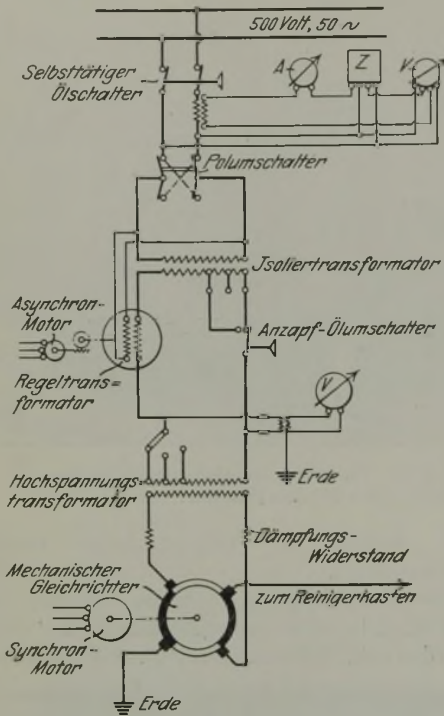 500 Volt, 50 ~
Selbsttätiger
Ölschalter
A
Z
V
Polumschalter
Isoliertransformator
Asynchron-
Motor
Anzapf-Ölumschalter
Regeltrans=
formator
V
Erde
Hochspannungs=
transformator
Dämpfungs-
Widerstand
Mechanischer
Gleichrichter
zum Reinigerkasten
Synchron-
Motor
Erde